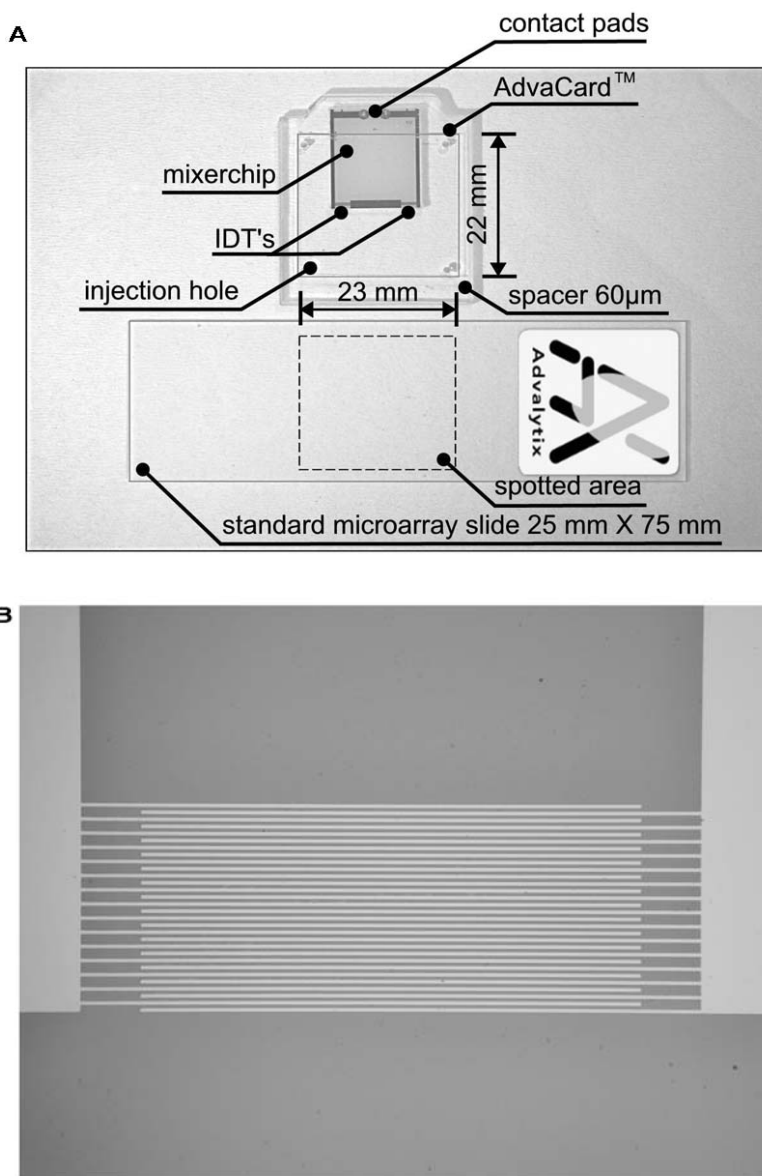 A
contact pads
AdvaCard™
mixerchip
22 mm
IDT's
injection hole
23 mm
spacer 60µm
Advalytix
spotted area
standard microarray slide 25 mm X 75 mm
B